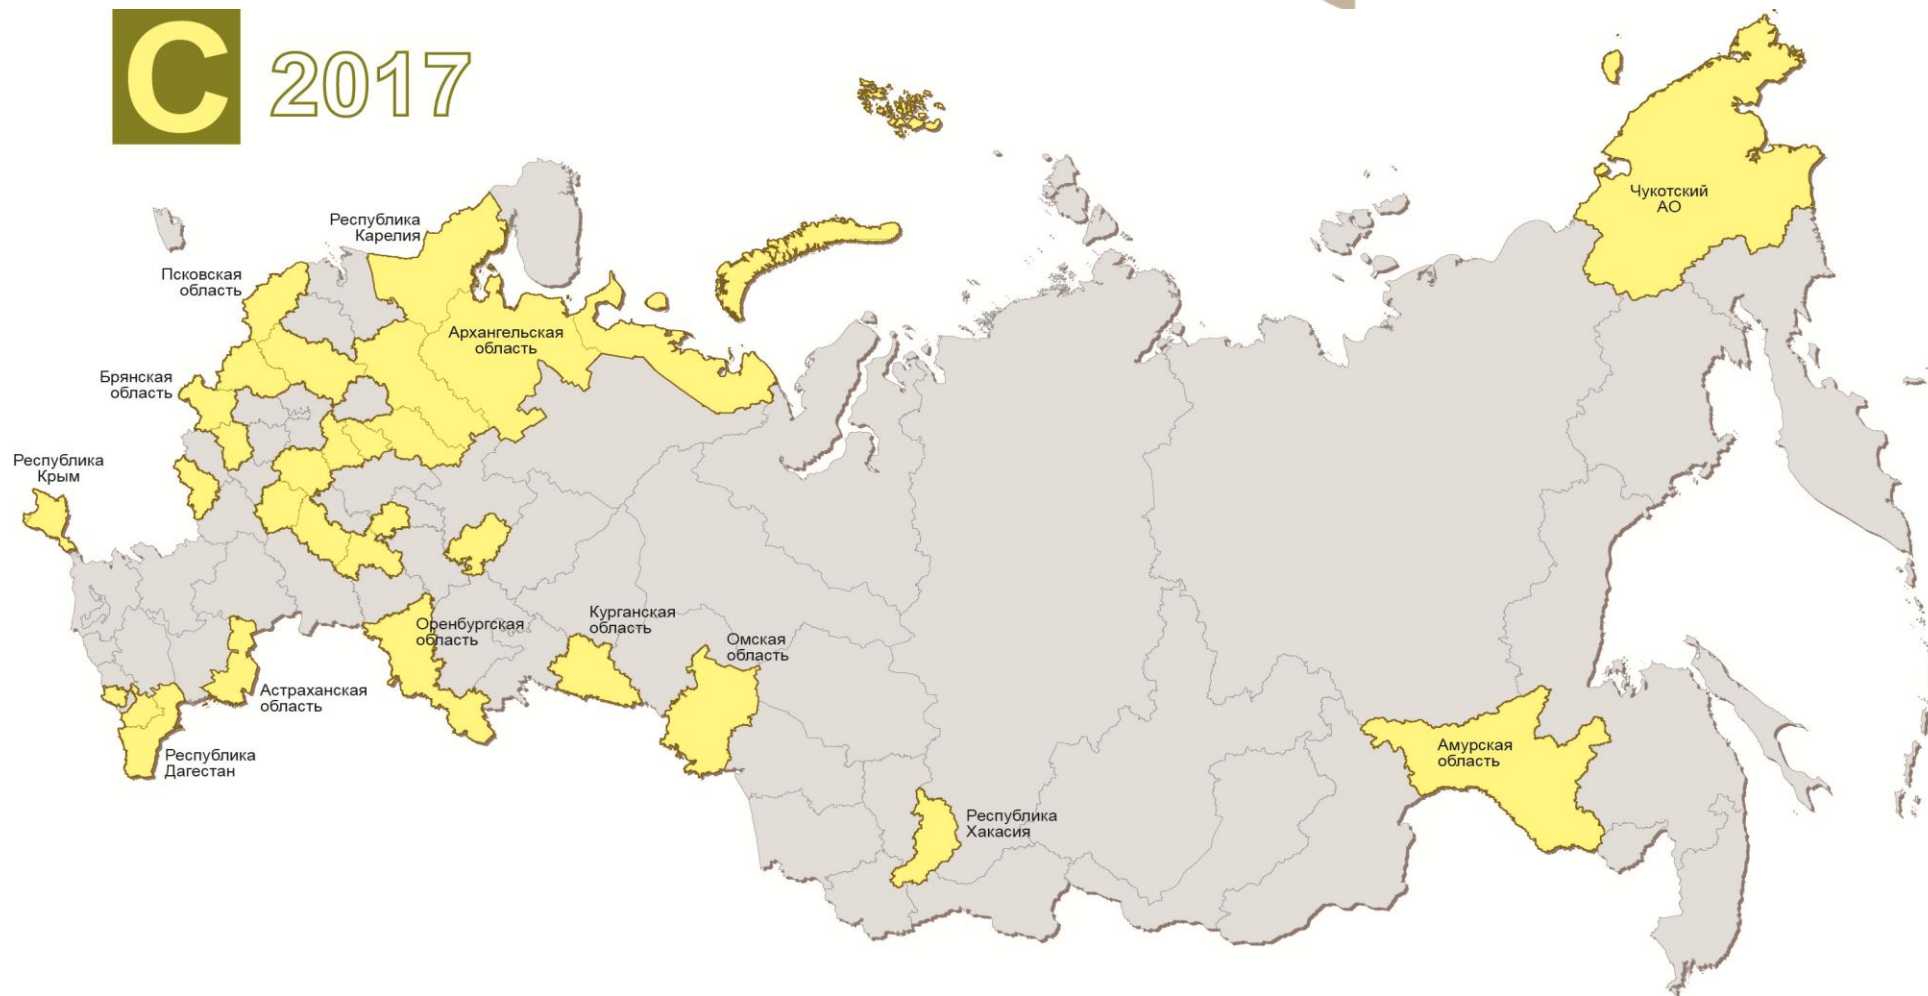 С 2017
Чукотский
АО
Республика
Карелия
Псковская
область
Архангельская
область
Брянская
область
Республика
Крым
Оренбургская
область
Курганская
область
Омская
область
Астраханская
область
Республика
Дагестан
Амурская
область
Республика
Хакасия